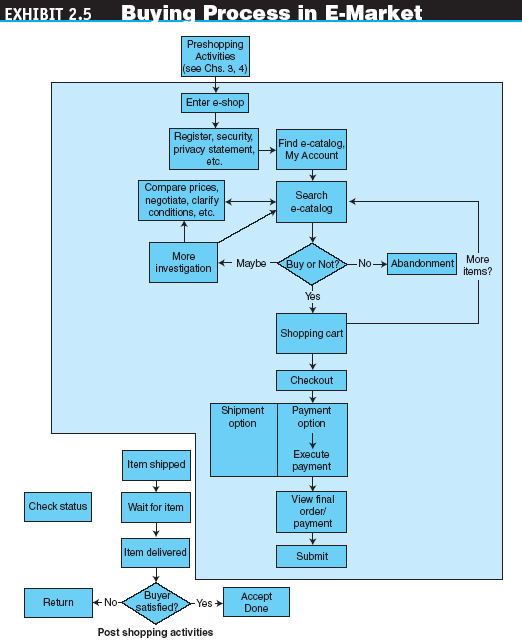 EXHIBIT 2.5 Buying Process in E-Market
Preshopping
Activities
(see Chs. 3, 4)
Enter e-shop
Register, security,
privacy statement,
etc.
Find e-catalog,
My Account
Compare prices,
negotiate, clarify
conditions, etc.
Search
e-catalog
More
investigation
Maybe
Buy or Not?
No
Abandonment
More
items?
Yes
Shopping cart
Checkout
Shipment
option
Payment
option
Execute
payment
Item shipped
Check status
Wait for item
View final
order/
payment
Item delivered
Submit
Return
No
Buyer
satisfied?
Yes
Accept
Done
Post shopping activities